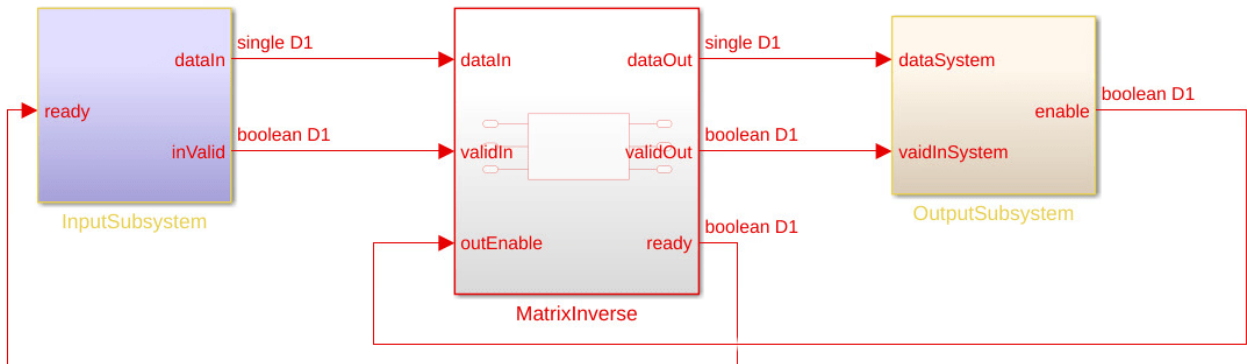 single D1
single D1
dataIn
dataIn
dataOut
dataSystem
boolean D1
ready
enable
boolean D1
boolean D1
inValid
validIn
validOut
vaidInSystem
InputSubsystem
OutputSubsystem
boolean D1
outEnable
ready
MatrixInverse